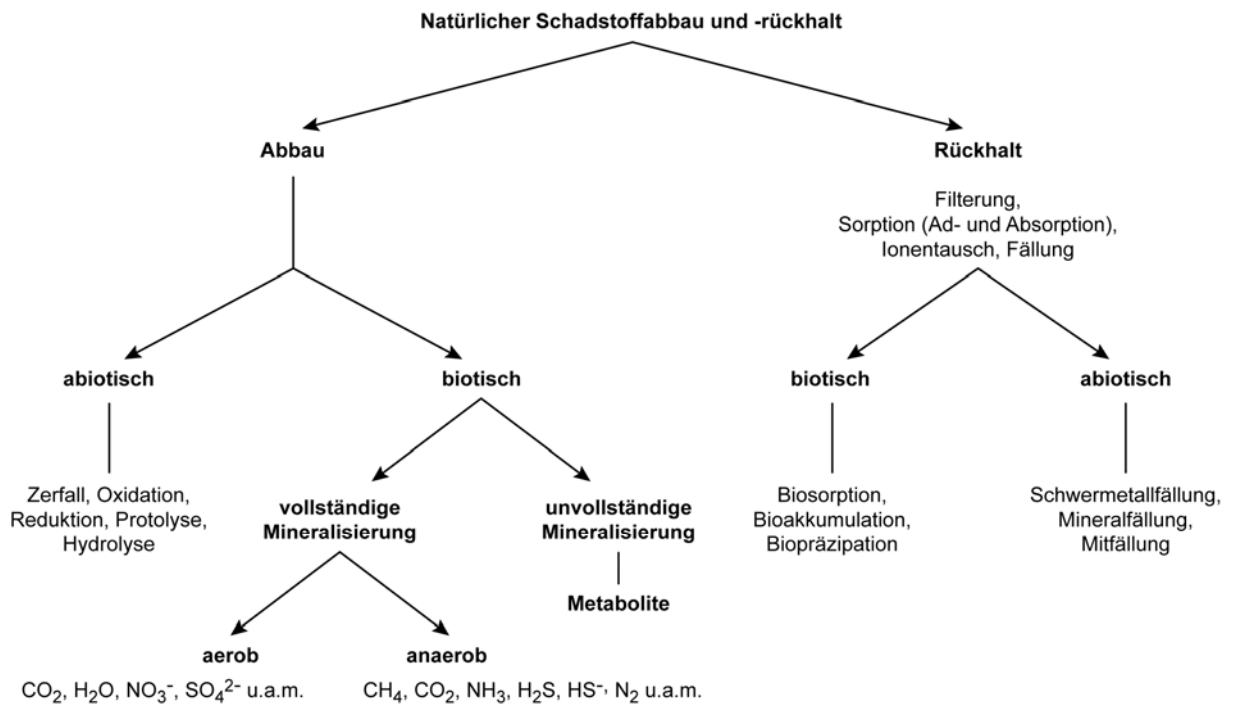 Natürlicher Schadstoffabbau und -rückhalt
Abbau
Rückhalt
Filterung,
Sorption (Ad- und Absorption),
Ionentausch, Fällung
abiotisch
biotisch
biotisch
abiotisch
Zerfall, Oxidation,
Reduktion, Protolyse,
Hydrolyse
vollständige
Mineralisierung
unvollständige
Mineralisierung
Biosorption,
Bioakkumulation,
Biopräzipation
Schwermetallfällung,
Mineralfällung,
Mitfällung
Metabolite
aerob
anaerob
CO₂, H₂O, NO₃⁻, SO₄²⁻ u.a.m.
CH₄, CO₂, NH₃, H₂S, HS⁻, N₂ u.a.m.